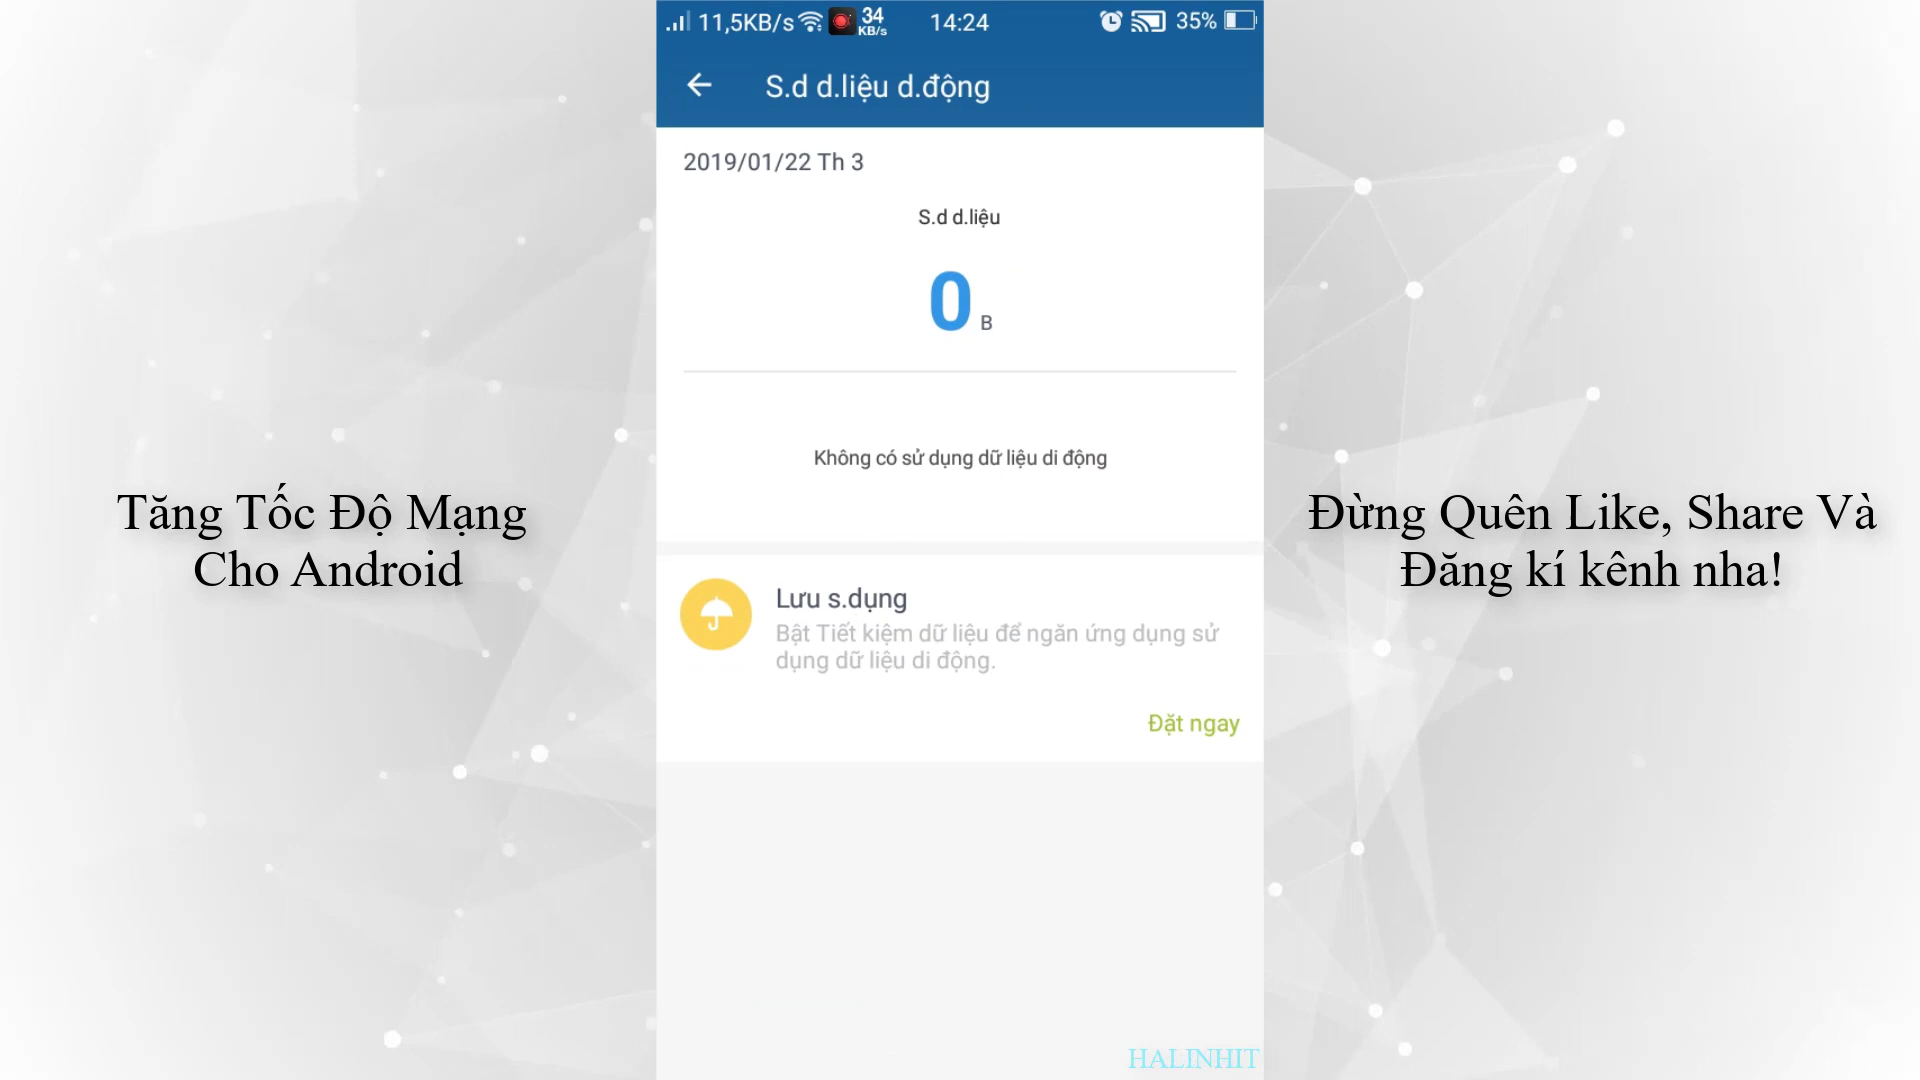 11,5KB/s 34 KB/s 14:24 35%
S.d d.liệu d.động
2019/01/22 Th 3
S.d d.liệu
0 B
Không có sử dụng dữ liệu di động
Tăng Tốc Độ Mạng
Cho Android
Đừng Quên Like, Share Và
Đăng kí kênh nha!
Lưu s.dụng
Bật Tiết kiệm dữ liệu để ngăn ứng dụng sử
dụng dữ liệu di động.
Đặt ngay
HALINHIT